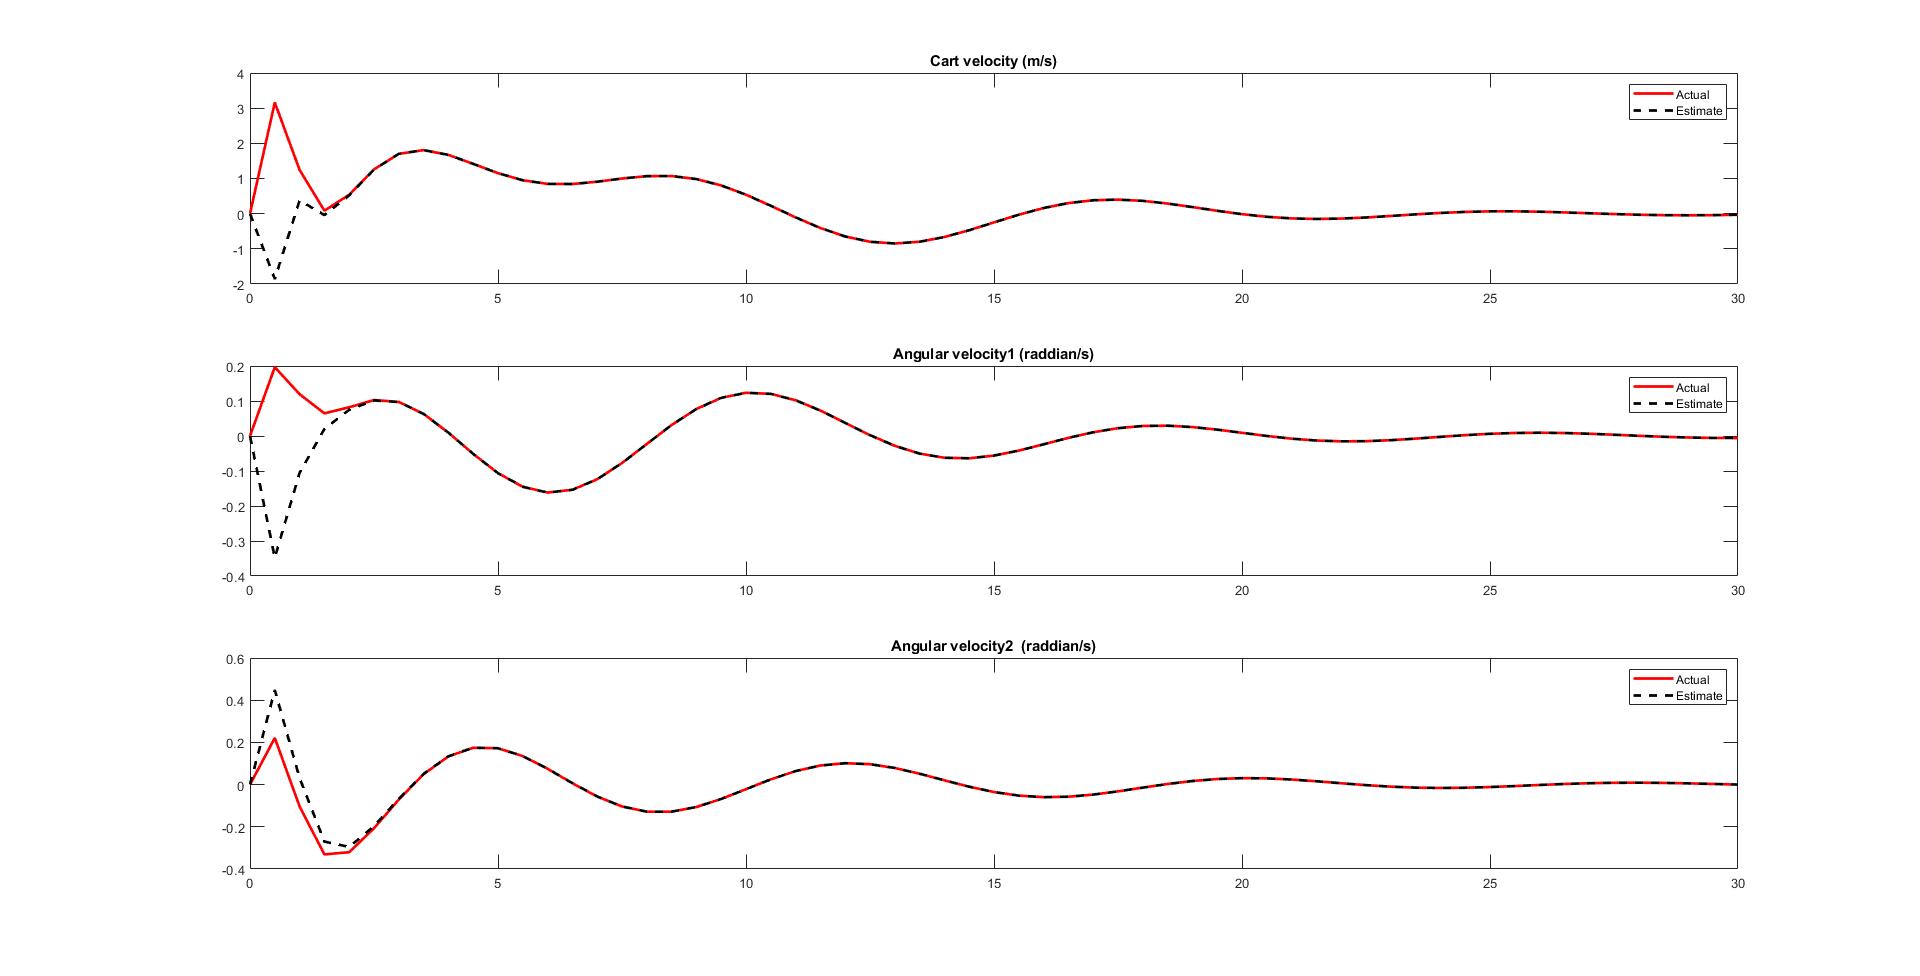 Cart velocity (m/s)
4
3
2
1
0
-1
-2
Actual
Estimate
0 5 10 15 20 25 30
Angular velocity1 (raddian/s)
0.2
0.1
0
-0.1
-0.2
-0.3
-0.4
Actual
Estimate
0 5 10 15 20 25 30
Angular velocity2 (raddian/s)
0.6
0.4
0.2
0
-0.2
-0.4
Actual
Estimate
0 5 10 15 20 25 30